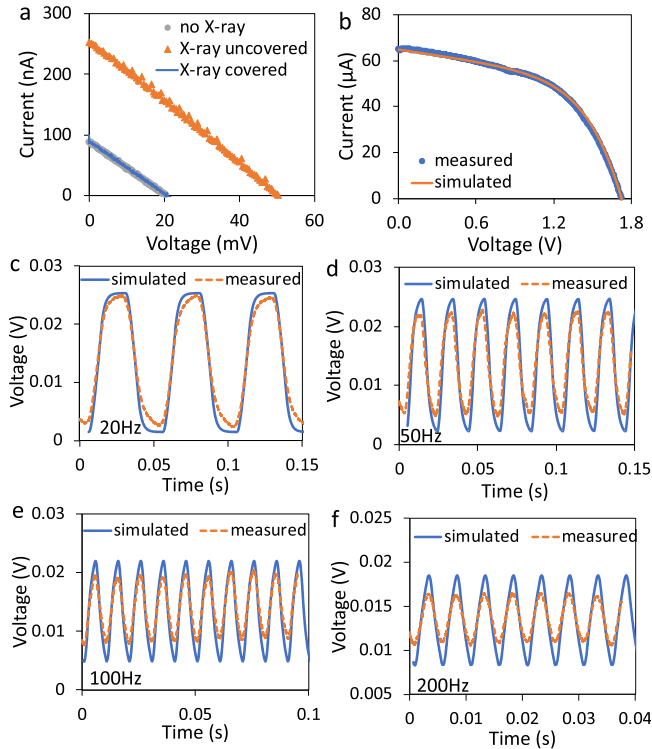 a
no X-ray
X-ray uncovered
X-ray covered
Current (nA)
300
200
100
0
0 20 40 60
Voltage (mV)
b
Current (µA)
80
60
40
20
0
measured
simulated
0.0 0.6 1.2 1.8
Voltage (V)
c
simulated measured
Voltage (V)
0.03
0.02
0.01
0
20Hz
0 0.05 0.1 0.15
Time (s)
d
simulated measured
Voltage (V)
0.03
0.02
0.01
0
50Hz
0 0.05 0.1 0.15
Time (s)
e
simulated measured
Voltage (V)
0.03
0.02
0.01
0
100Hz
0 0.05 0.1
Time (s)
f
simulated measured
Voltage (V)
0.025
0.02
0.015
0.01
0.005
200Hz
0 0.01 0.02 0.03 0.04
Time (s)